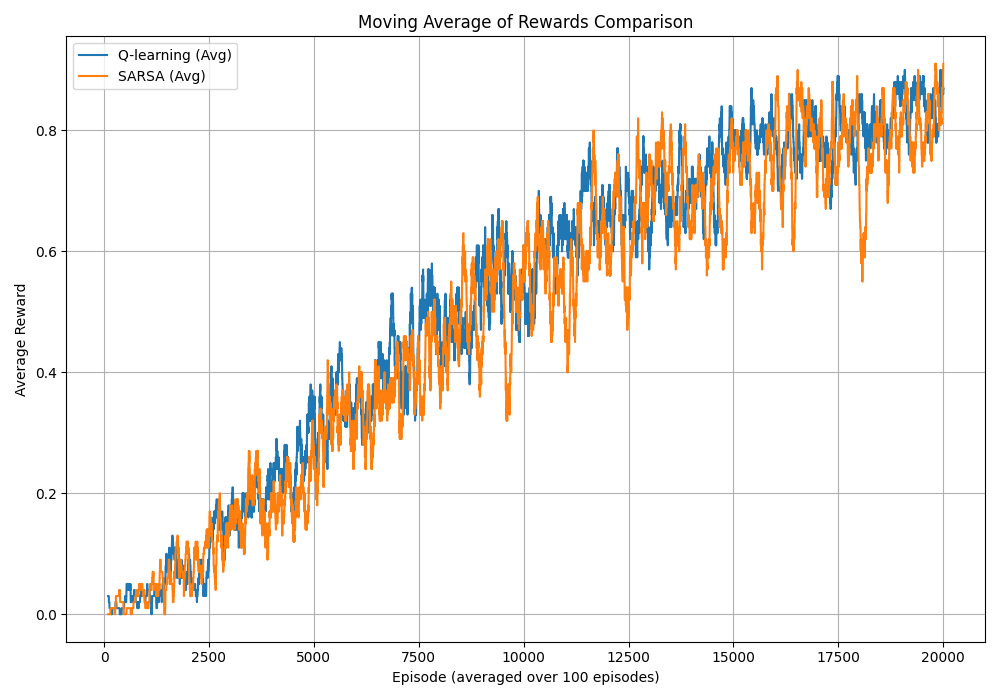 Moving Average of Rewards Comparison
Q-learning (Avg)
SARSA (Avg)
Average Reward
0.8
0.6
0.4
0.2
0.0
0 2500 5000 7500 10000 12500 15000 17500 20000
Episode (averaged over 100 episodes)